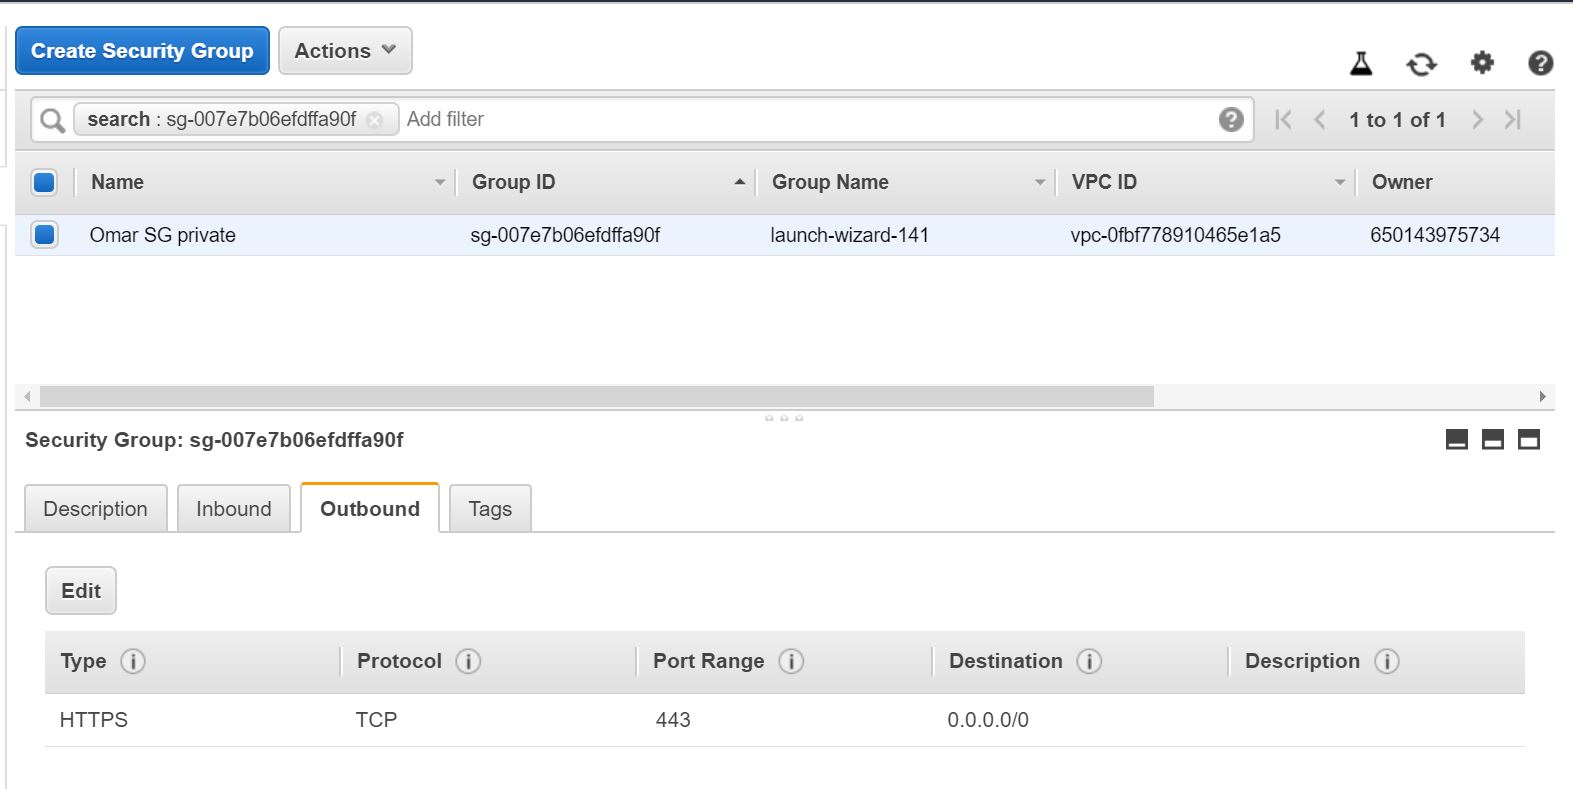 Create Security Group Actions
search : sg-007e7b06efdffa90f Add filter 1 to 1 of 1
Name Group ID Group Name VPC ID Owner
Omar SG private sg-007e7b06efdffa90f launch-wizard-141 vpc-0fbf778910465e1a5 650143975734
Security Group: sg-007e7b06efdffa90f
Description Inbound Outbound Tags
Edit
Type Protocol Port Range Destination Description
HTTPS TCP 443 0.0.0.0/0